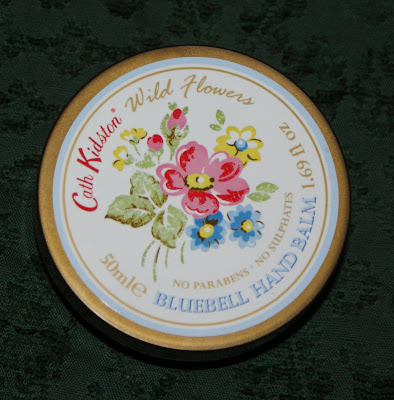 Cath Kidston® Wild Flowers
NO PARABENS · NO SULPHATES
50ml e BLUEBELL HAND BALM 1.69 fl oz